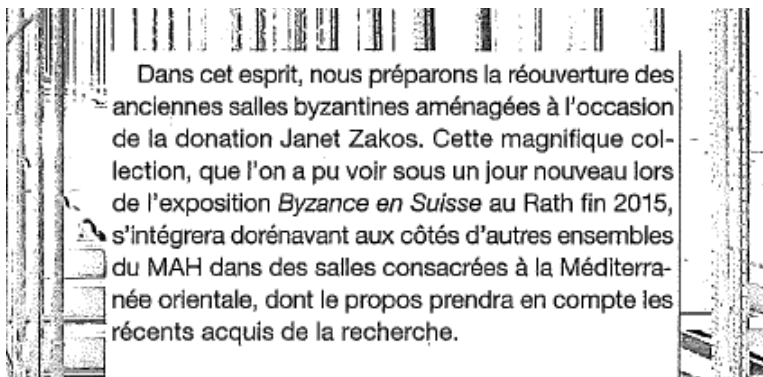 Dans cet esprit, nous préparons la réouverture des
anciennes salles byzantines aménagées à l'occasion
de la donation Janet Zakos. Cette magnifique col-
lection, que l'on a pu voir sous un jour nouveau lors
de l'exposition Byzance en Suisse au Rath fin 2015,
s'intégrera dorénavant aux côtés d'autres ensembles
du MAH dans des salles consacrées à la Méditerra-
née orientale, dont le propos prendra en compte les
récents acquis de la recherche.